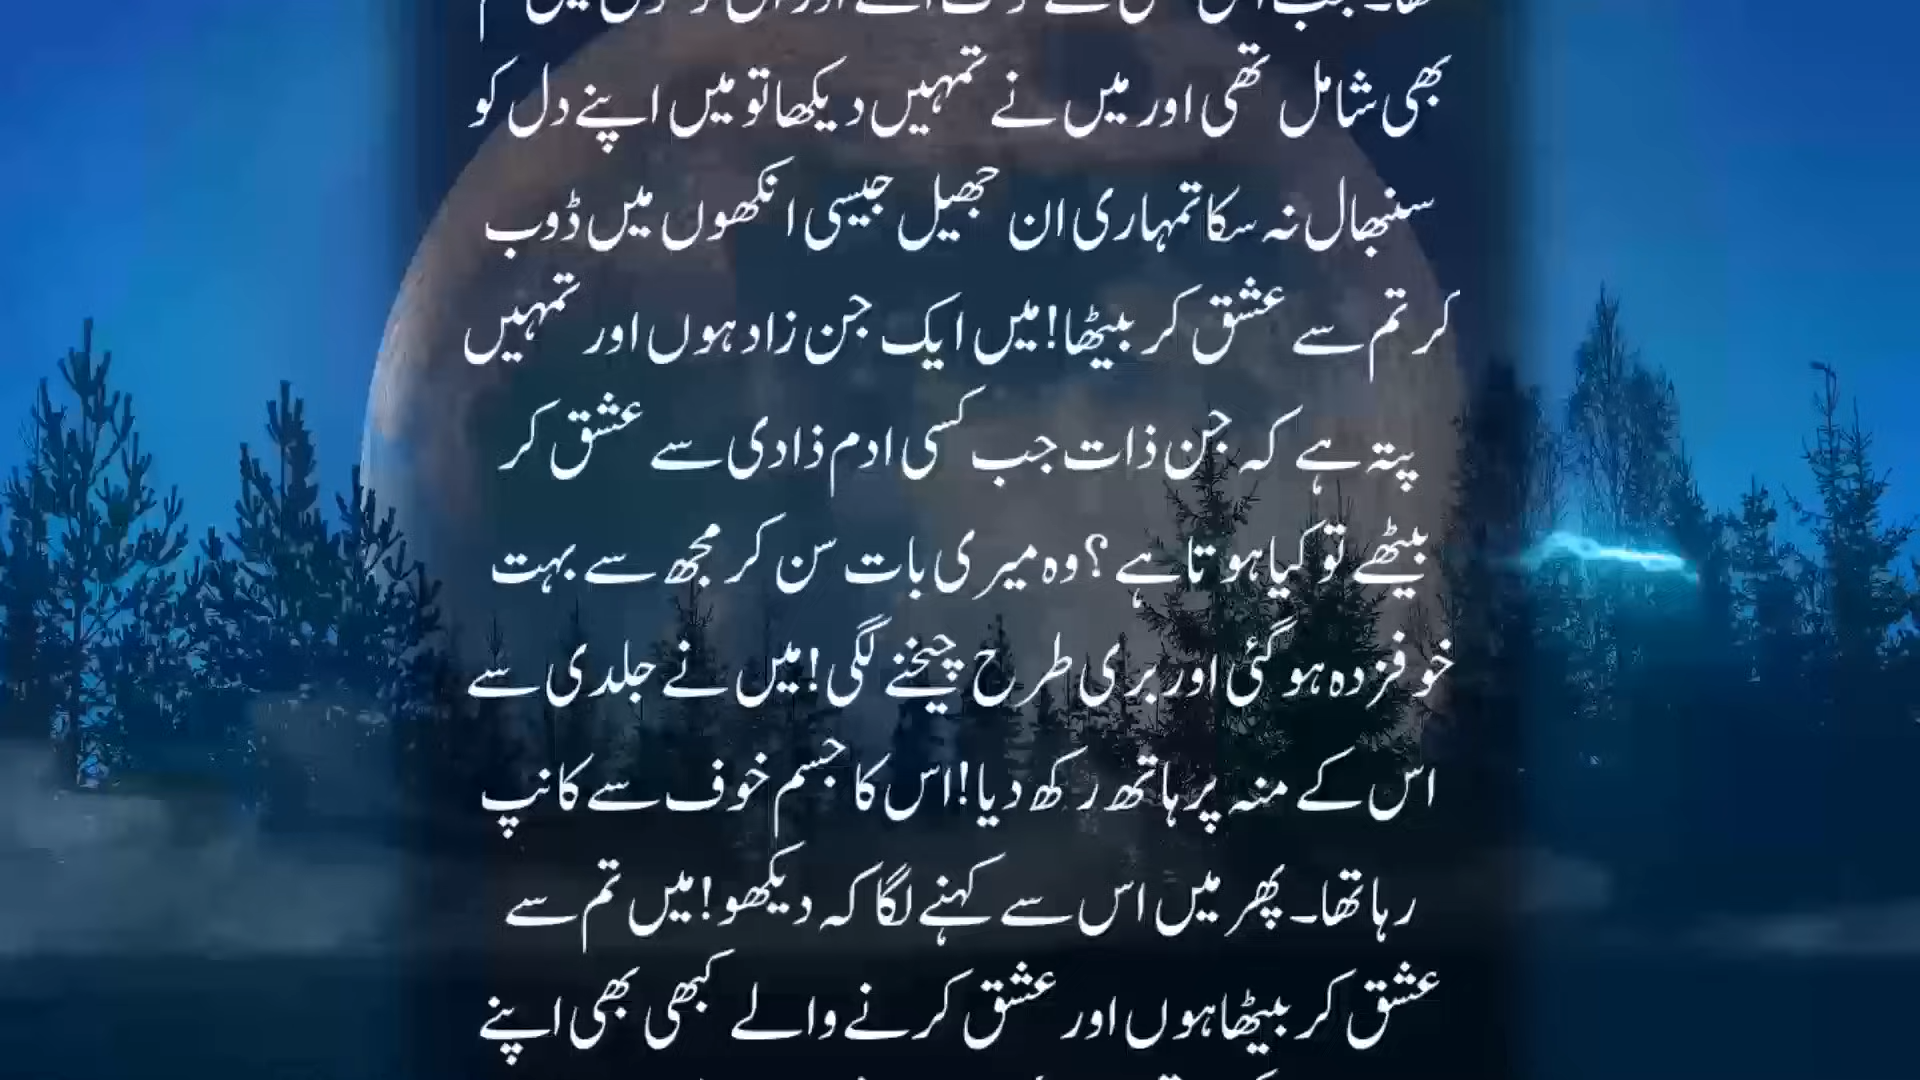 بھی شامل تھی اور میں نے تمہیں دیکھا تو میں اپنے دل کو
سنبھال نہ سکا تمہاری ان جھیل جیسی انکھوں میں ڈوب
کر تم سے عشق کر بیٹھا! میں ایک جن زاد ہوں اور تمہیں
پتہ ہے کہ جن ذات جب کسی ادم ذادی سے عشق کر
بیٹھے تو کیا ہوتا ہے ؟ وہ میری بات سن کر مجھ سے بہت
خوفزدہ ہو گئی اور بری طرح چیخنے لگی! میں نے جلدی سے
اس کے منہ پر ہاتھ رکھ دیا! اس کا جسم خوف سے کانپ
رہا تھا۔ پھر میں اس سے کہنے لگا کہ دیکھو! میں تم سے
عشق کر بیٹھا ہوں اور عشق کرنے والے کبھی بھی اپنے